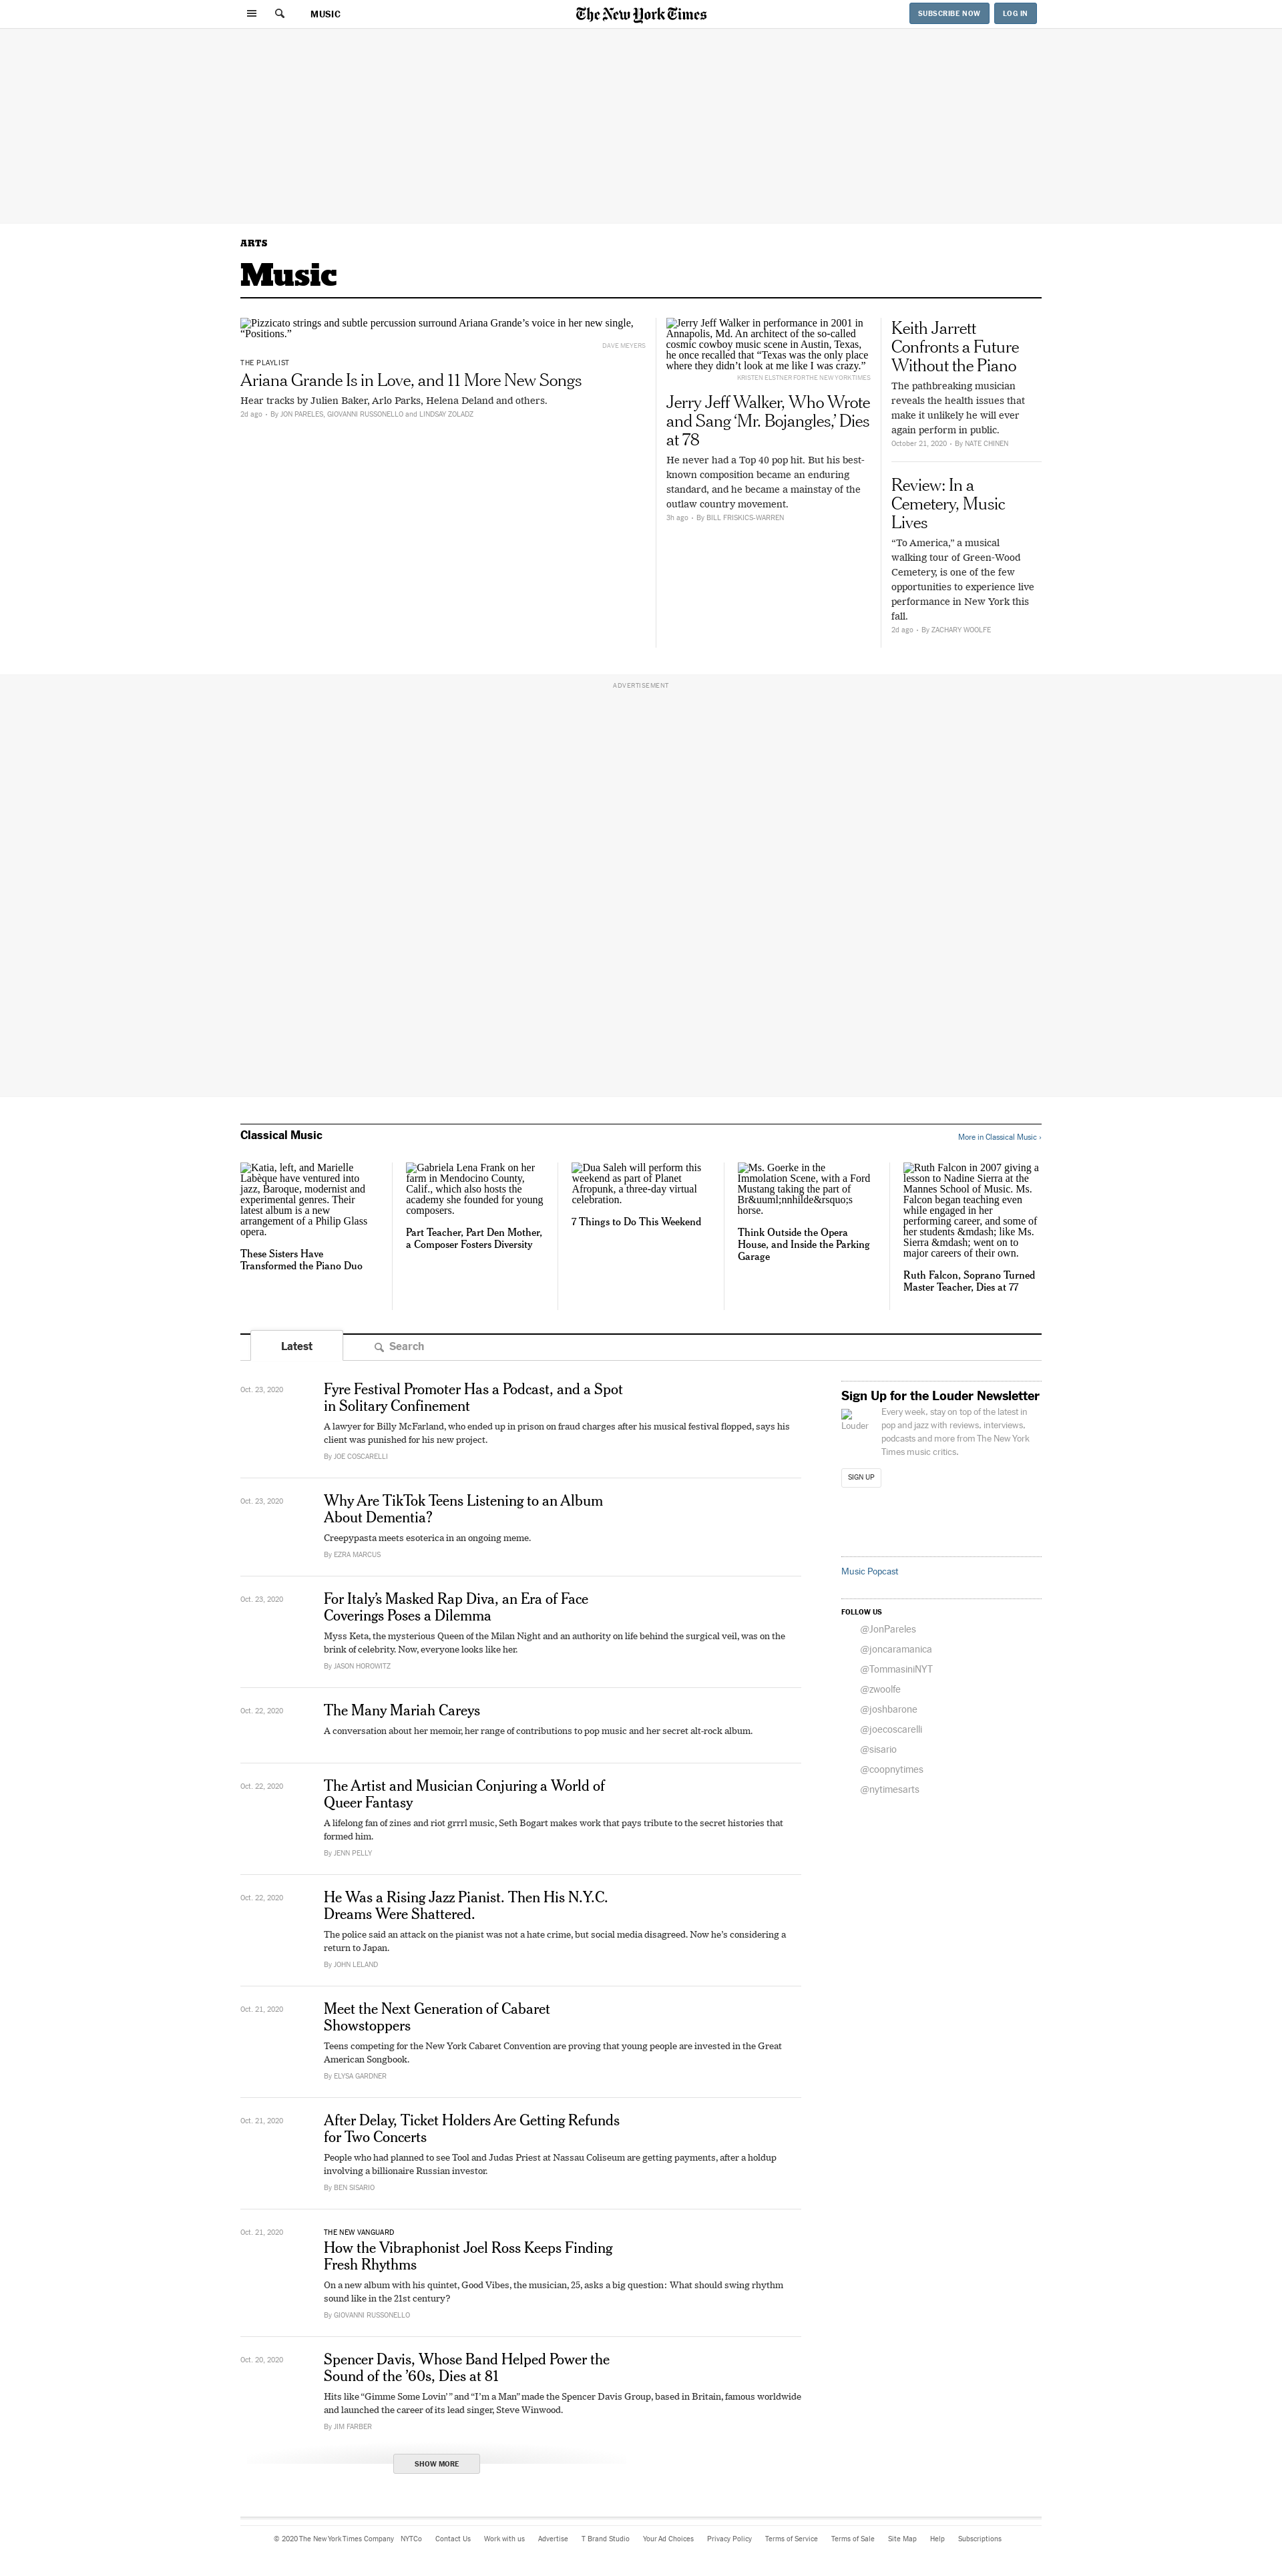 MUSIC
The New York Times
SUBSCRIBE NOW
LOG IN
ARTS
Music
Pizzicato strings and subtle percussion surround Ariana Grande’s voice in her new single,
“Positions.”
DAVE MEYERS
THE PLAYLIST
Ariana Grande Is in Love, and 11 More New Songs
Hear tracks by Julien Baker, Arlo Parks, Helena Deland and others.
2d ago • By JON PARELES, GIOVANNI RUSSONELLO and LINDSAY ZOLADZ
Jerry Jeff Walker in performance in 2001 in
Annapolis, Md. An architect of the so-called
cosmic cowboy music scene in Austin, Texas,
he once recalled that “Texas was the only place
where they didn’t look at me like I was crazy.”
KRISTEN ELSTNER FOR THE NEW YORK TIMES
Jerry Jeff Walker, Who Wrote
and Sang ‘Mr. Bojangles,’ Dies
at 78
He never had a Top 40 pop hit. But his best-
known composition became an enduring
standard, and he became a mainstay of the
outlaw country movement.
3h ago • By BILL FRISKICS-WARREN
Keith Jarrett
Confronts a Future
Without the Piano
The pathbreaking musician
reveals the health issues that
make it unlikely he will ever
again perform in public.
October 21, 2020 • By NATE CHINEN
Review: In a
Cemetery, Music
Lives
“To America,” a musical
walking tour of Green-Wood
Cemetery, is one of the few
opportunities to experience live
performance in New York this
fall.
2d ago • By ZACHARY WOOLFE
ADVERTISEMENT
Classical Music
More in Classical Music ›
Katia, left, and Marielle
Labèque have ventured into
jazz, Baroque, modernist and
experimental genres. Their
latest album is a new
arrangement of a Philip Glass
opera.
These Sisters Have
Transformed the Piano Duo
Gabriela Lena Frank on her
farm in Mendocino County,
Calif., which also hosts the
academy she founded for young
composers.
Part Teacher, Part Den Mother,
a Composer Fosters Diversity
Dua Saleh will perform this
weekend as part of Planet
Afropunk, a three-day virtual
celebration.
7 Things to Do This Weekend
Ms. Goerke in the
Immolation Scene, with a Ford
Mustang taking the part of
Br&uuml;nnhilde&rsquo;s
horse.
Think Outside the Opera
House, and Inside the Parking
Garage
Ruth Falcon in 2007 giving a
lesson to Nadine Sierra at the
Mannes School of Music. Ms.
Falcon began teaching even
while engaged in her
performing career, and some of
her students &mdash; like Ms.
Sierra &mdash; went on to
major careers of their own.
Ruth Falcon, Soprano Turned
Master Teacher, Dies at 77
Latest
Search
Oct. 23, 2020
Fyre Festival Promoter Has a Podcast, and a Spot
in Solitary Confinement
A lawyer for Billy McFarland, who ended up in prison on fraud charges after his musical festival flopped, says his
client was punished for his new project.
By JOE COSCARELLI
Oct. 23, 2020
Why Are TikTok Teens Listening to an Album
About Dementia?
Creepypasta meets esoterica in an ongoing meme.
By EZRA MARCUS
Oct. 23, 2020
For Italy’s Masked Rap Diva, an Era of Face
Coverings Poses a Dilemma
Myss Keta, the mysterious Queen of the Milan Night and an authority on life behind the surgical veil, was on the
brink of celebrity. Now, everyone looks like her.
By JASON HOROWITZ
Oct. 22, 2020
The Many Mariah Careys
A conversation about her memoir, her range of contributions to pop music and her secret alt-rock album.
Oct. 22, 2020
The Artist and Musician Conjuring a World of
Queer Fantasy
A lifelong fan of zines and riot grrrl music, Seth Bogart makes work that pays tribute to the secret histories that
formed him.
By JENN PELLY
Oct. 22, 2020
He Was a Rising Jazz Pianist. Then His N.Y.C.
Dreams Were Shattered.
The police said an attack on the pianist was not a hate crime, but social media disagreed. Now he’s considering a
return to Japan.
By JOHN LELAND
Oct. 21, 2020
Meet the Next Generation of Cabaret
Showstoppers
Teens competing for the New York Cabaret Convention are proving that young people are invested in the Great
American Songbook.
By ELYSA GARDNER
Oct. 21, 2020
After Delay, Ticket Holders Are Getting Refunds
for Two Concerts
People who had planned to see Tool and Judas Priest at Nassau Coliseum are getting payments, after a holdup
involving a billionaire Russian investor.
By BEN SISARIO
Oct. 21, 2020
THE NEW VANGUARD
How the Vibraphonist Joel Ross Keeps Finding
Fresh Rhythms
On a new album with his quintet, Good Vibes, the musician, 25, asks a big question: What should swing rhythm
sound like in the 21st century?
By GIOVANNI RUSSONELLO
Oct. 20, 2020
Spencer Davis, Whose Band Helped Power the
Sound of the ’60s, Dies at 81
Hits like “Gimme Some Lovin’ ” and “I’m a Man” made the Spencer Davis Group, based in Britain, famous worldwide
and launched the career of its lead singer, Steve Winwood.
By JIM FARBER
SHOW MORE
Sign Up for the Louder Newsletter
Louder
Every week, stay on top of the latest in
pop and jazz with reviews, interviews,
podcasts and more from The New York
Times music critics.
SIGN UP
Music Popcast
FOLLOW US
@JonPareles
@joncaramanica
@TommasiniNYT
@zwoolfe
@joshbarone
@joecoscarelli
@sisario
@coopnytimes
@nytimesarts
© 2020 The New York Times Company NYTCo Contact Us Work with us Advertise T Brand Studio Your Ad Choices Privacy Policy Terms of Service Terms of Sale Site Map Help Subscriptions